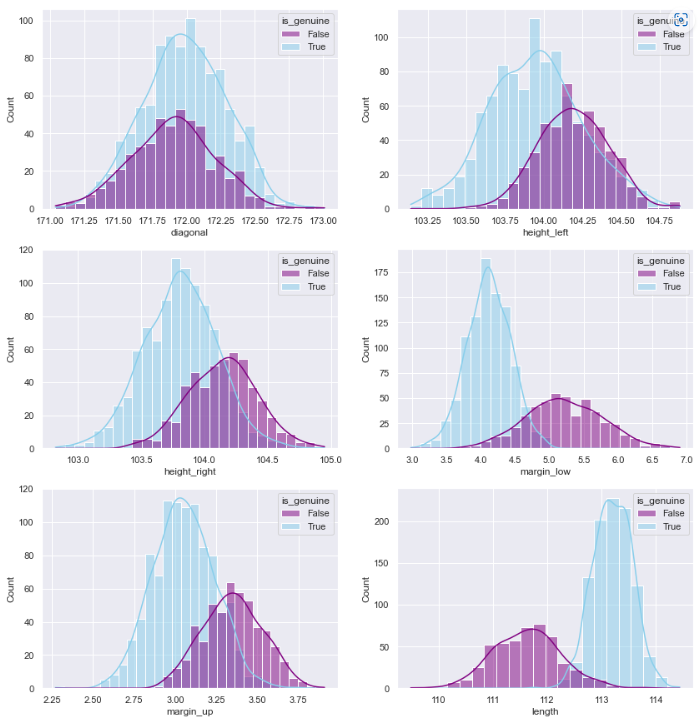 is_genuine
False
True
Count
100
80
60
40
20
0
171.00 171.25 171.50 171.75 172.00 172.25 172.50 172.75 173.00
diagonal
is_genuine
False
True
Count
100
80
60
40
20
0
103.25 103.50 103.75 104.00 104.25 104.50 104.75
height_left
is_genuine
False
True
Count
120
100
80
60
40
20
0
103.0 103.5 104.0 104.5 105.0
height_right
is_genuine
False
True
Count
175
150
125
100
75
50
25
0
3.0 3.5 4.0 4.5 5.0 5.5 6.0 6.5 7.0
margin_low
is_genuine
False
True
Count
120
100
80
60
40
20
0
2.25 2.50 2.75 3.00 3.25 3.50 3.75
margin_up
is_genuine
False
True
Count
200
150
100
50
0
110 111 112 113 114
length